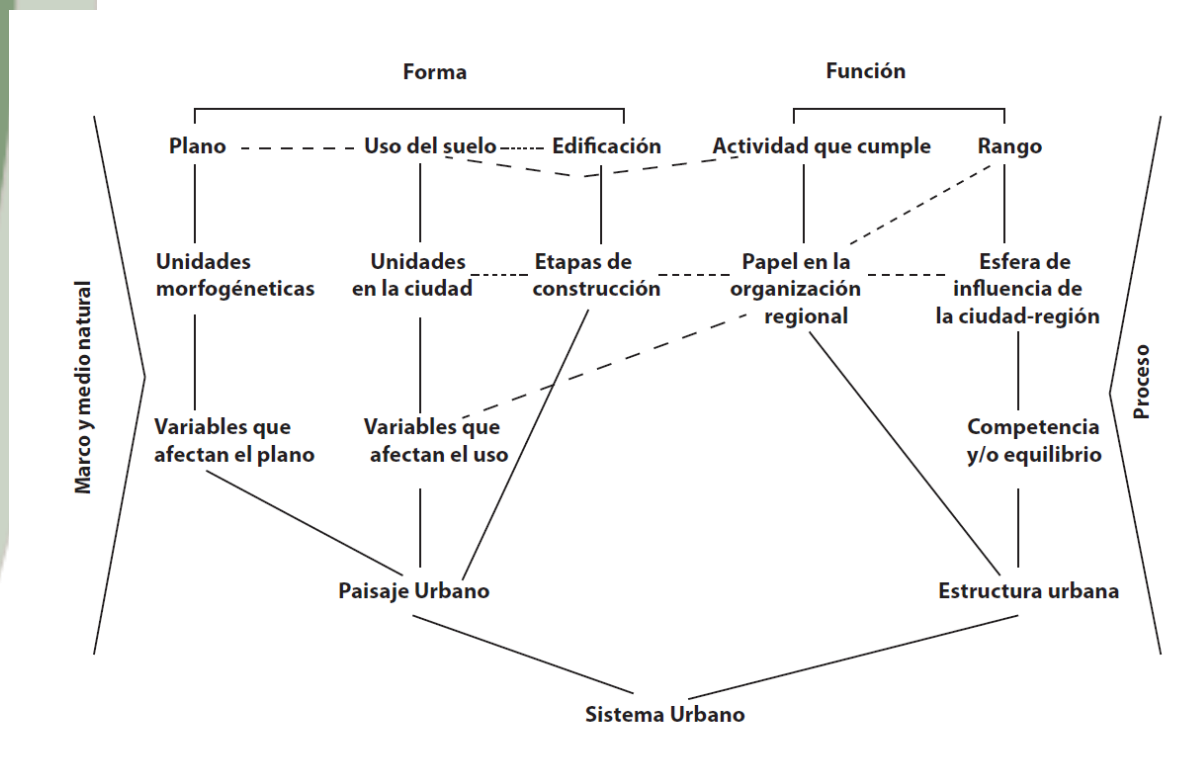 Forma
Función
Plano
Uso del suelo
Edificación
Actividad que cumple
Rango
Unidades
morfogéneticas
Unidades
en la ciudad
Etapas de
construcción
Papel en la
organización
regional
Esfera de
influencia de
la ciudad-región
Marco y medio natural
Proceso
Variables que
afectan el plano
Variables que
afectan el uso
Competencia
y/o equilibrio
Paisaje Urbano
Estructura urbana
Sistema Urbano